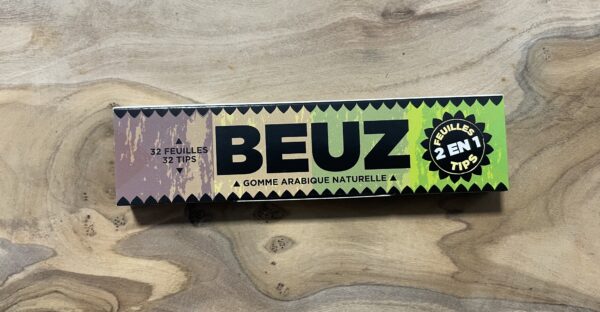 32 FEUILLES
32 TIPS
BEUZ
GOMME ARABIQUE NATURELLE
FEUILLES
2 EN 1
TIPS